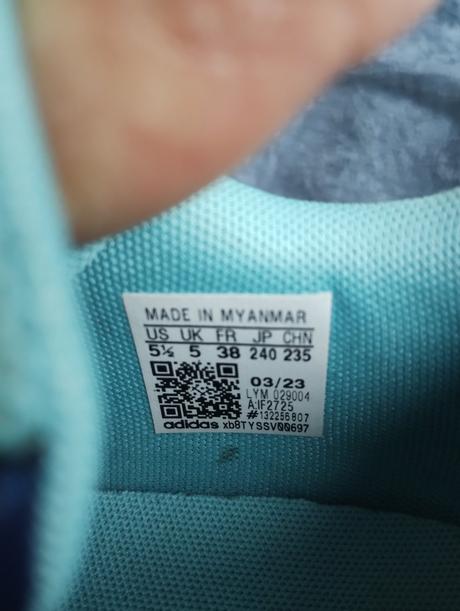 MADE IN MYANMAR
US UK FR JP CHN
5½ 5 38 240 235
03/23
LYM 029004
A:IF2725
#132256807
adidas xb8TYSSV00697